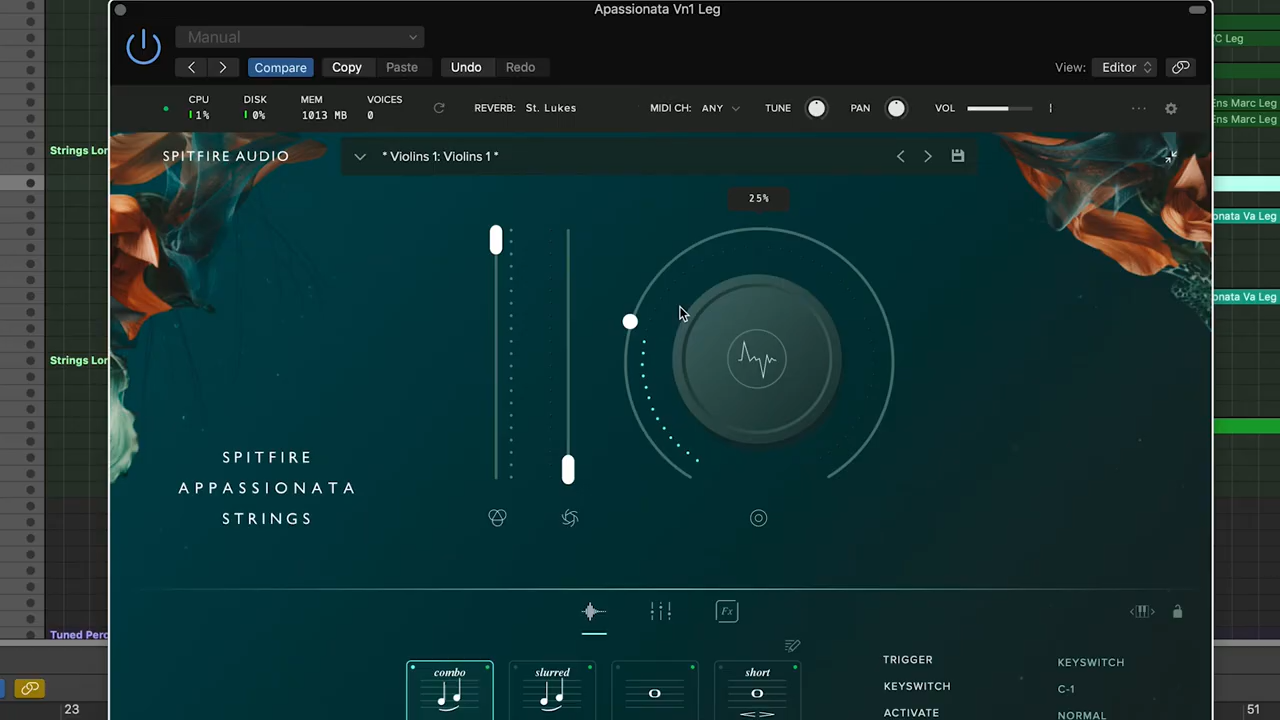 Apassionata Vn1 Leg
Manual
Compare
Copy
Paste
Undo
Redo
View:
Editor
C Leg
CPU
1%
DISK
0%
MEM
1013 MB
VOICES
0
REVERB: St. Lukes
MIDI CH: ANY
TUNE
PAN
VOL
Ens Marc Leg
Ens Marc Leg
Strings Lon
SPITFIRE AUDIO
* Violins 1: Violins 1 *
25%
onata Va Leg
onata Va Leg
Strings Lon
SPITFIRE
APPASSIONATA
STRINGS
Fx
Tuned Perc
combo
slurred
short
TRIGGER
KEYSWITCH
KEYSWITCH
C-1
ACTIVATE
NORMAL
23
51